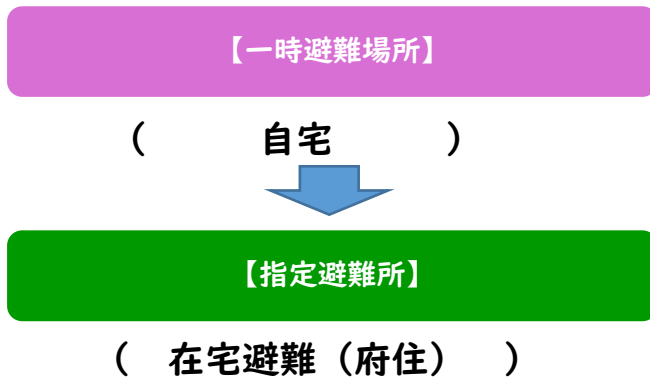 【一時避難場所】
（　　　自宅　　　）
【指定避難所】
（　在宅避難（府住）　）